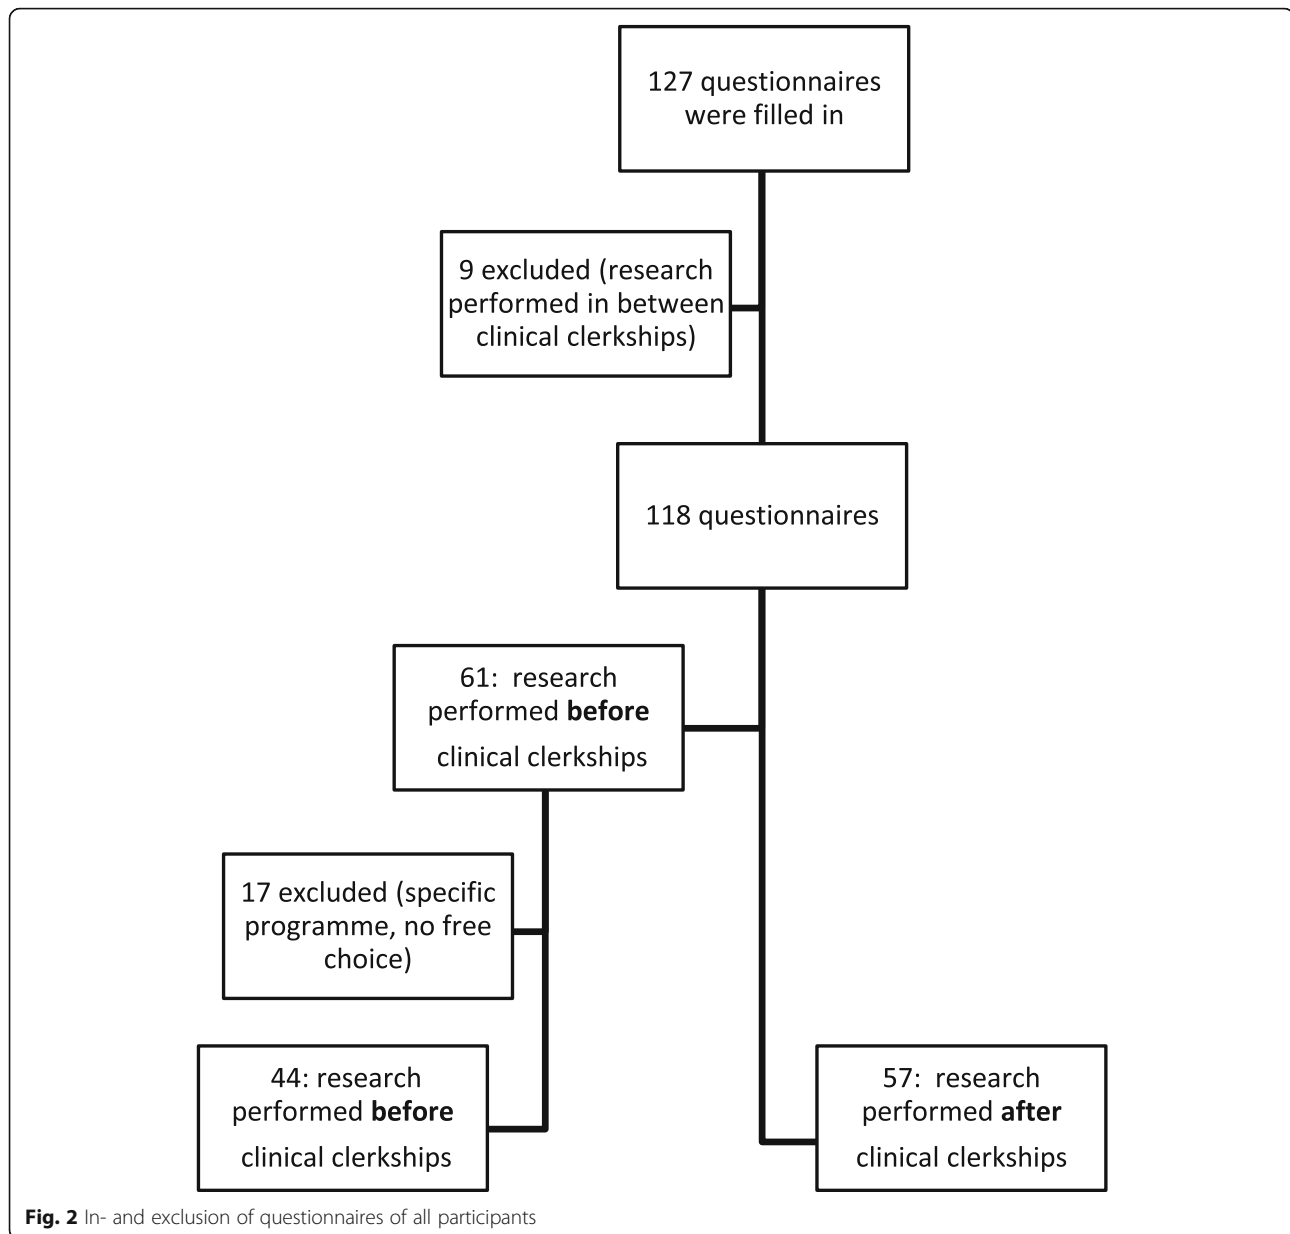 127 questionnaires
were filled in
9 excluded (research
performed in between
clinical clerkships)
118 questionnaires
61:  research
performed before
clinical clerkships
17 excluded (specific
programme, no free
choice)
44: research
performed before
clinical clerkships
57:  research
performed after
clinical clerkships
Fig. 2 In- and exclusion of questionnaires of all participants